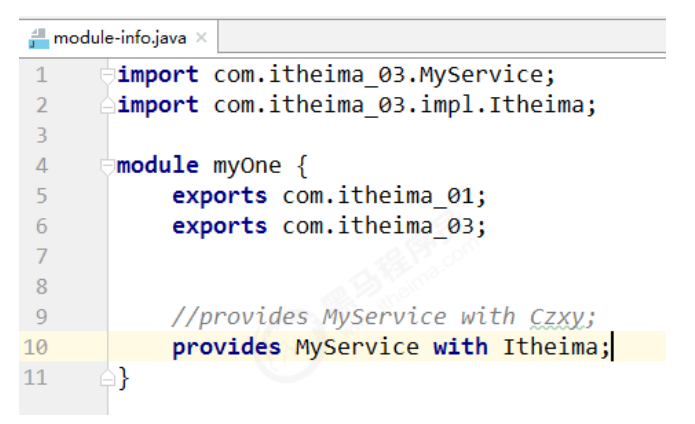 module-info.java ×
1 import com.itheima_03.MyService;
2 import com.itheima_03.impl.Itheima;
3
4 module myOne {
5 exports com.itheima_01;
6 exports com.itheima_03;
7
8
9 //provides MyService with Czxy;
10 provides MyService with Itheima;
11 }
黑马程序员
itheima.com